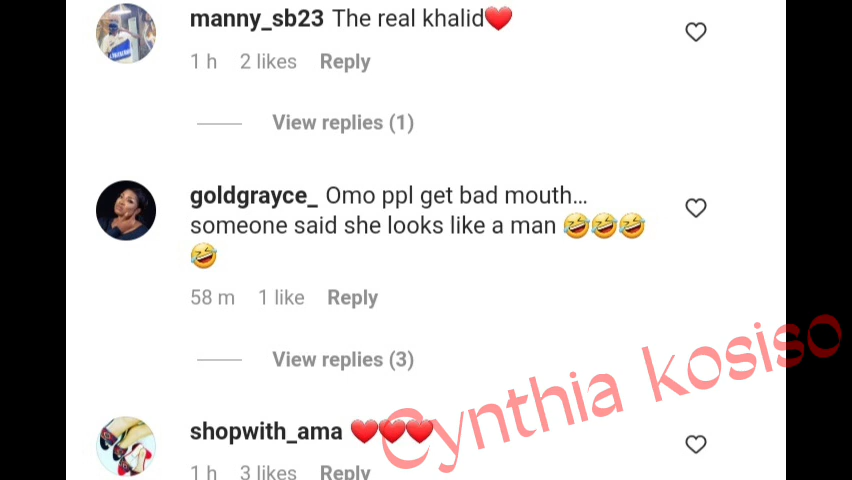 manny_sb23 The real khalid❤️
1 h 2 likes Reply
View replies (1)
goldgrayce_ Omo ppl get bad mouth...
someone said she looks like a man 🤣🤣🤣
🤣
58 m 1 like Reply
View replies (3)
shopwith_ama ❤️❤️❤️
1 h 3 likes Reply
Cynthia kosiso